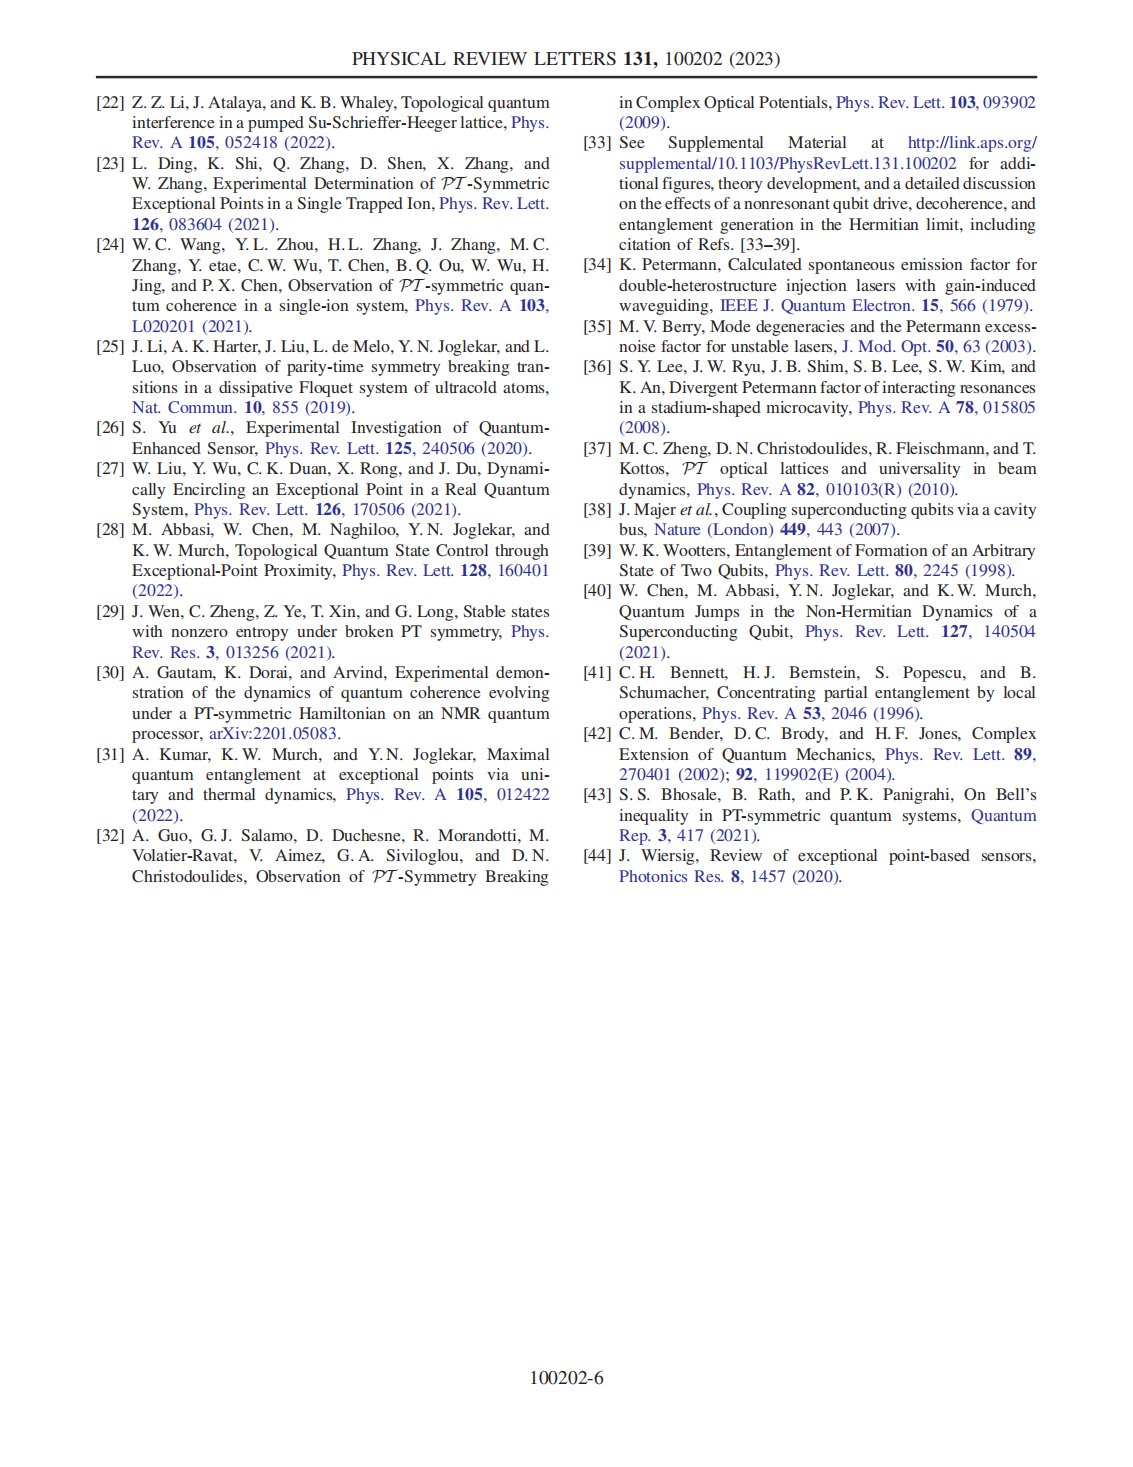 PHYSICAL REVIEW LETTERS 131, 100202 (2023)
[22] Z. Z. Li, J. Atalaya, and K. B. Whaley, Topological quantum
interference in a pumped Su-Schrieffer-Heeger lattice, Phys.
Rev. A 105, 052418 (2022).
[23] L. Ding, K. Shi, Q. Zhang, D. Shen, X. Zhang, and
W. Zhang, Experimental Determination of PT-Symmetric
Exceptional Points in a Single Trapped Ion, Phys. Rev. Lett.
126, 083604 (2021).
[24] W. C. Wang, Y. L. Zhou, H. L. Zhang, J. Zhang, M. C.
Zhang, Y. etae, C. W. Wu, T. Chen, B. Q. Ou, W. Wu, H.
Jing, and P. X. Chen, Observation of PT-symmetric quan-
tum coherence in a single-ion system, Phys. Rev. A 103,
L020201 (2021).
[25] J. Li, A. K. Harter, J. Liu, L. de Melo, Y. N. Joglekar, and L.
Luo, Observation of parity-time symmetry breaking tran-
sitions in a dissipative Floquet system of ultracold atoms,
Nat. Commun. 10, 855 (2019).
[26] S. Yu et al., Experimental Investigation of Quantum-
Enhanced Sensor, Phys. Rev. Lett. 125, 240506 (2020).
[27] W. Liu, Y. Wu, C. K. Duan, X. Rong, and J. Du, Dynami-
cally Encircling an Exceptional Point in a Real Quantum
System, Phys. Rev. Lett. 126, 170506 (2021).
[28] M. Abbasi, W. Chen, M. Naghiloo, Y. N. Joglekar, and
K. W. Murch, Topological Quantum State Control through
Exceptional-Point Proximity, Phys. Rev. Lett. 128, 160401
(2022).
[29] J. Wen, C. Zheng, Z. Ye, T. Xin, and G. Long, Stable states
with nonzero entropy under broken PT symmetry, Phys.
Rev. Res. 3, 013256 (2021).
[30] A. Gautam, K. Dorai, and Arvind, Experimental demon-
stration of the dynamics of quantum coherence evolving
under a PT-symmetric Hamiltonian on an NMR quantum
processor, arXiv:2201.05083.
[31] A. Kumar, K. W. Murch, and Y. N. Joglekar, Maximal
quantum entanglement at exceptional points via uni-
tary and thermal dynamics, Phys. Rev. A 105, 012422
(2022).
[32] A. Guo, G. J. Salamo, D. Duchesne, R. Morandotti, M.
Volatier-Ravat, V. Aimez, G. A. Siviloglou, and D. N.
Christodoulides, Observation of PT-Symmetry Breaking
in Complex Optical Potentials, Phys. Rev. Lett. 103, 093902
(2009).
[33] See Supplemental Material at http://link.aps.org/
supplemental/10.1103/PhysRevLett.131.100202 for addi-
tional figures, theory development, and a detailed discussion
on the effects of a nonresonant qubit drive, decoherence, and
entanglement generation in the Hermitian limit, including
citation of Refs. [33–39].
[34] K. Petermann, Calculated spontaneous emission factor for
double-heterostructure injection lasers with gain-induced
waveguiding, IEEE J. Quantum Electron. 15, 566 (1979).
[35] M. V. Berry, Mode degeneracies and the Petermann excess-
noise factor for unstable lasers, J. Mod. Opt. 50, 63 (2003).
[36] S. Y. Lee, J. W. Ryu, J. B. Shim, S. B. Lee, S. W. Kim, and
K. An, Divergent Petermann factor of interacting resonances
in a stadium-shaped microcavity, Phys. Rev. A 78, 015805
(2008).
[37] M. C. Zheng, D. N. Christodoulides, R. Fleischmann, and T.
Kottos, PT optical lattices and universality in beam
dynamics, Phys. Rev. A 82, 010103(R) (2010).
[38] J. Majer et al., Coupling superconducting qubits via a cavity
bus, Nature (London) 449, 443 (2007).
[39] W. K. Wootters, Entanglement of Formation of an Arbitrary
State of Two Qubits, Phys. Rev. Lett. 80, 2245 (1998).
[40] W. Chen, M. Abbasi, Y. N. Joglekar, and K. W. Murch,
Quantum Jumps in the Non-Hermitian Dynamics of a
Superconducting Qubit, Phys. Rev. Lett. 127, 140504
(2021).
[41] C. H. Bennett, H. J. Bernstein, S. Popescu, and B.
Schumacher, Concentrating partial entanglement by local
operations, Phys. Rev. A 53, 2046 (1996).
[42] C. M. Bender, D. C. Brody, and H. F. Jones, Complex
Extension of Quantum Mechanics, Phys. Rev. Lett. 89,
270401 (2002); 92, 119902(E) (2004).
[43] S. S. Bhosale, B. Rath, and P. K. Panigrahi, On Bell's
inequality in PT-symmetric quantum systems, Quantum
Rep. 3, 417 (2021).
[44] J. Wiersig, Review of exceptional point-based sensors,
Photonics Res. 8, 1457 (2020).
100202-6